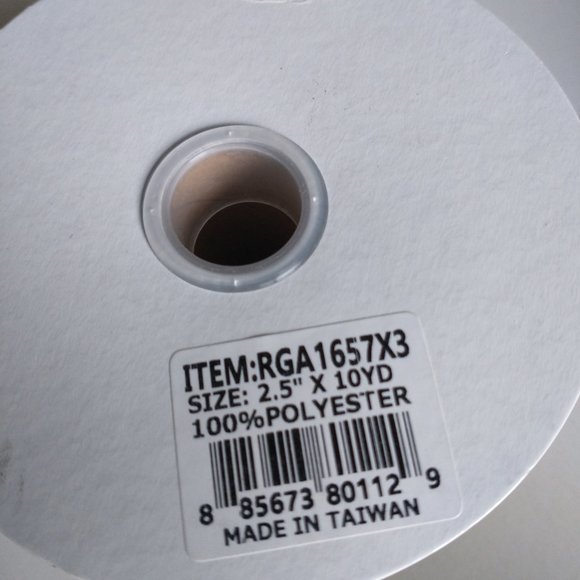 ITEM:RGA1657X3
SIZE: 2.5" X 10YD
100%POLYESTER
8 85673 80112 9
MADE IN TAIWAN